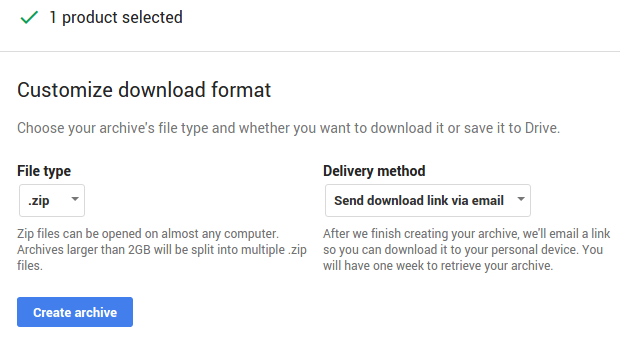 1 product selected
Customize download format
Choose your archive's file type and whether you want to download it or save it to Drive.
File type
.zip
Zip files can be opened on almost any computer.
Archives larger than 2GB will be split into multiple .zip
files.
Delivery method
Send download link via email
After we finish creating your archive, we'll email a link
so you can download it to your personal device. You
will have one week to retrieve your archive.
Create archive